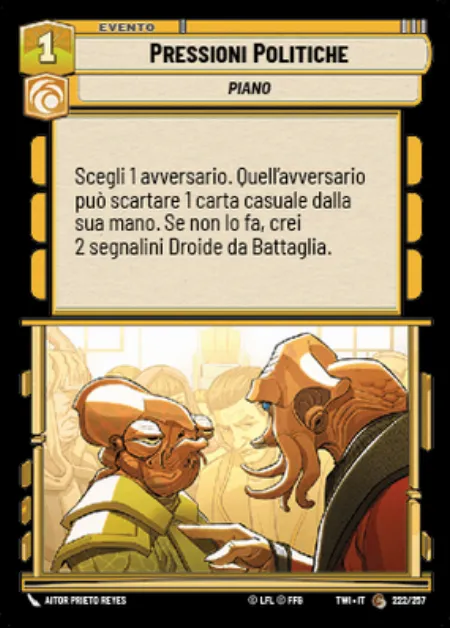 EVENTO
1
PRESSIONI POLITICHE
PIANO
Scegli 1 avversario. Quell'avversario
può scartare 1 carta casuale dalla
sua mano. Se non lo fa, crei
2 segnalini Droide da Battaglia.
AITOR PRIETO REYES © LFL © FFG TWI • IT C 222/257